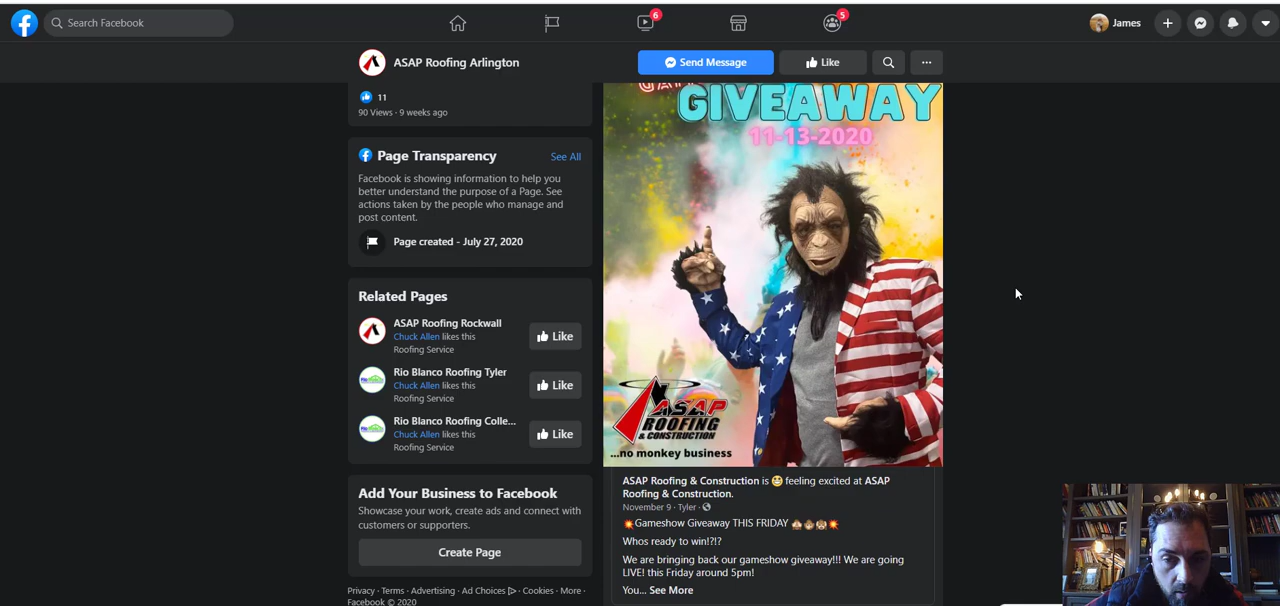 Search Facebook
6
5
James
ASAP Roofing Arlington
Send Message
Like
11
90 Views · 9 weeks ago
Page Transparency
See All
Facebook is showing information to help you
better understand the purpose of a Page. See
actions taken by the people who manage and
post content.
Page created - July 27, 2020
Related Pages
ASAP Roofing Rockwall
Chuck Allen likes this
Roofing Service
Like
Rio Blanco Roofing Tyler
Chuck Allen likes this
Roofing Service
Like
Rio Blanco Roofing Colle...
Chuck Allen likes this
Roofing Service
Like
Add Your Business to Facebook
Showcase your work, create ads and connect with
customers or supporters.
Create Page
Privacy · Terms · Advertising · Ad Choices · Cookies · More ·
Facebook © 2020
GIVEAWAY
11-13-2020
ASAP
ROOFING
& CONSTRUCTION
...no monkey business
ASAP Roofing & Construction is 😀 feeling excited at ASAP
Roofing & Construction.
November 9 · Tyler ·
💥Gameshow Giveaway THIS FRIDAY 🙈🙉🙊💥
Whos ready to win!?!?
We are bringing back our gameshow giveaway!!! We are going
LIVE! this Friday around 5pm!
You... See More